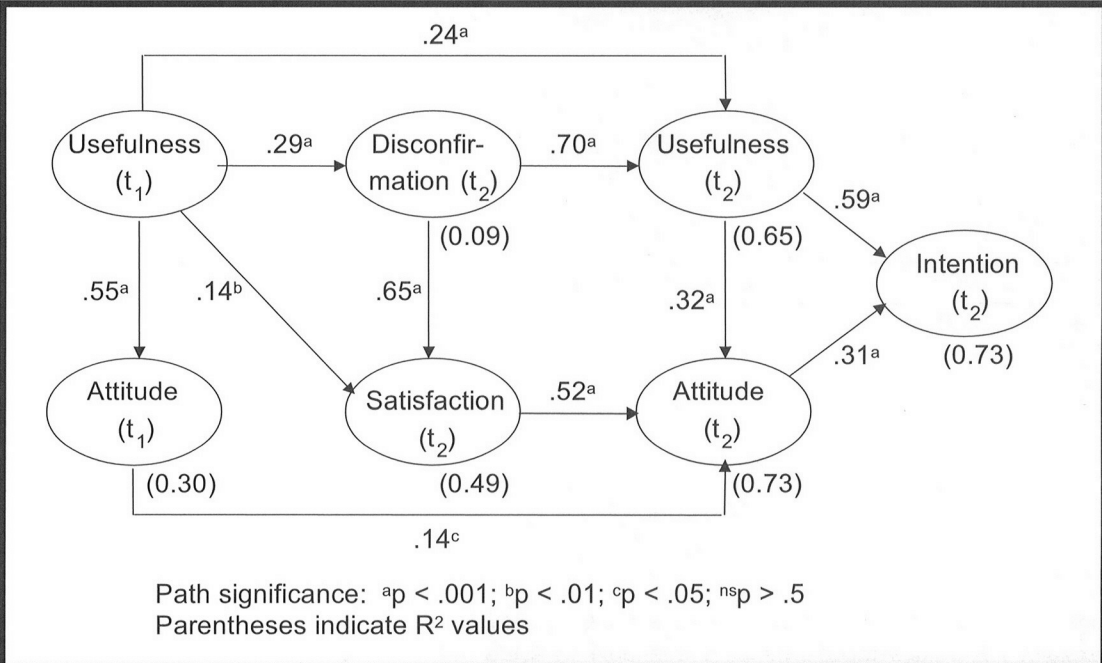 .24ᵃ
Usefulness
(t₁)
.29ᵃ
Disconfir-
mation (t₂)
(0.09)
.70ᵃ
Usefulness
(t₂)
(0.65)
.59ᵃ
Intention
(t₂)
(0.73)
.55ᵃ
.14ᵇ
.65ᵃ
.32ᵃ
.31ᵃ
Attitude
(t₁)
(0.30)
Satisfaction
(t₂)
(0.49)
.52ᵃ
Attitude
(t₂)
(0.73)
.14ᶜ
Path significance: ᵃp < .001; ᵇp < .01; ᶜp < .05; ⁿˢp > .5
Parentheses indicate R² values